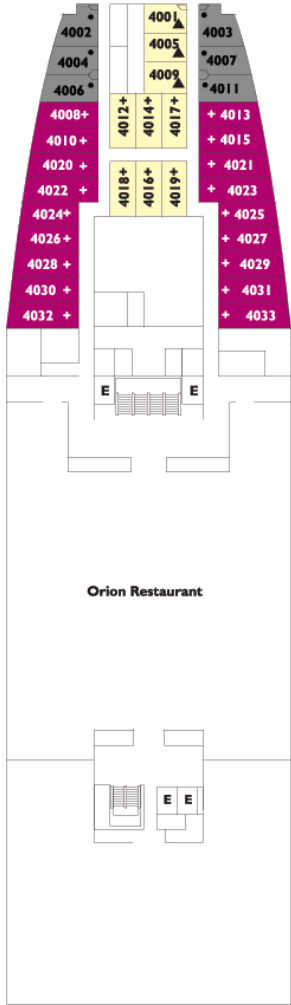 4001
4002 4003
4005
4004 4007
4009
4006 4011
4008+ 4012+ 4014+ 4017+ + 4013
4010 + + 4015
4020 + + 4021
4022 + 4018+ 4016+ 4019+ + 4023
4024+ + 4025
4026 + + 4027
4028 + + 4029
4030 + + 4031
4032 + + 4033
E E
Orion Restaurant
E E